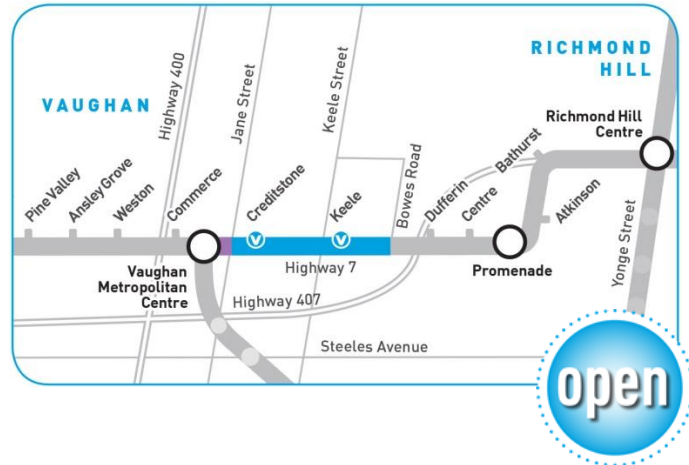 RICHMOND
HILL
VAUGHAN
Highway 400
Jane Street
Keele Street
Richmond Hill
Centre
Pine Valley
Ansley Grove
Weston
Commerce
Creditstone
Keele
Bowes Road
Dufferin
Centre
Bathurst
Atkinson
Yonge Street
V
V
Highway 7
Promenade
Vaughan
Metropolitan
Centre
Highway 407
Steeles Avenue
open